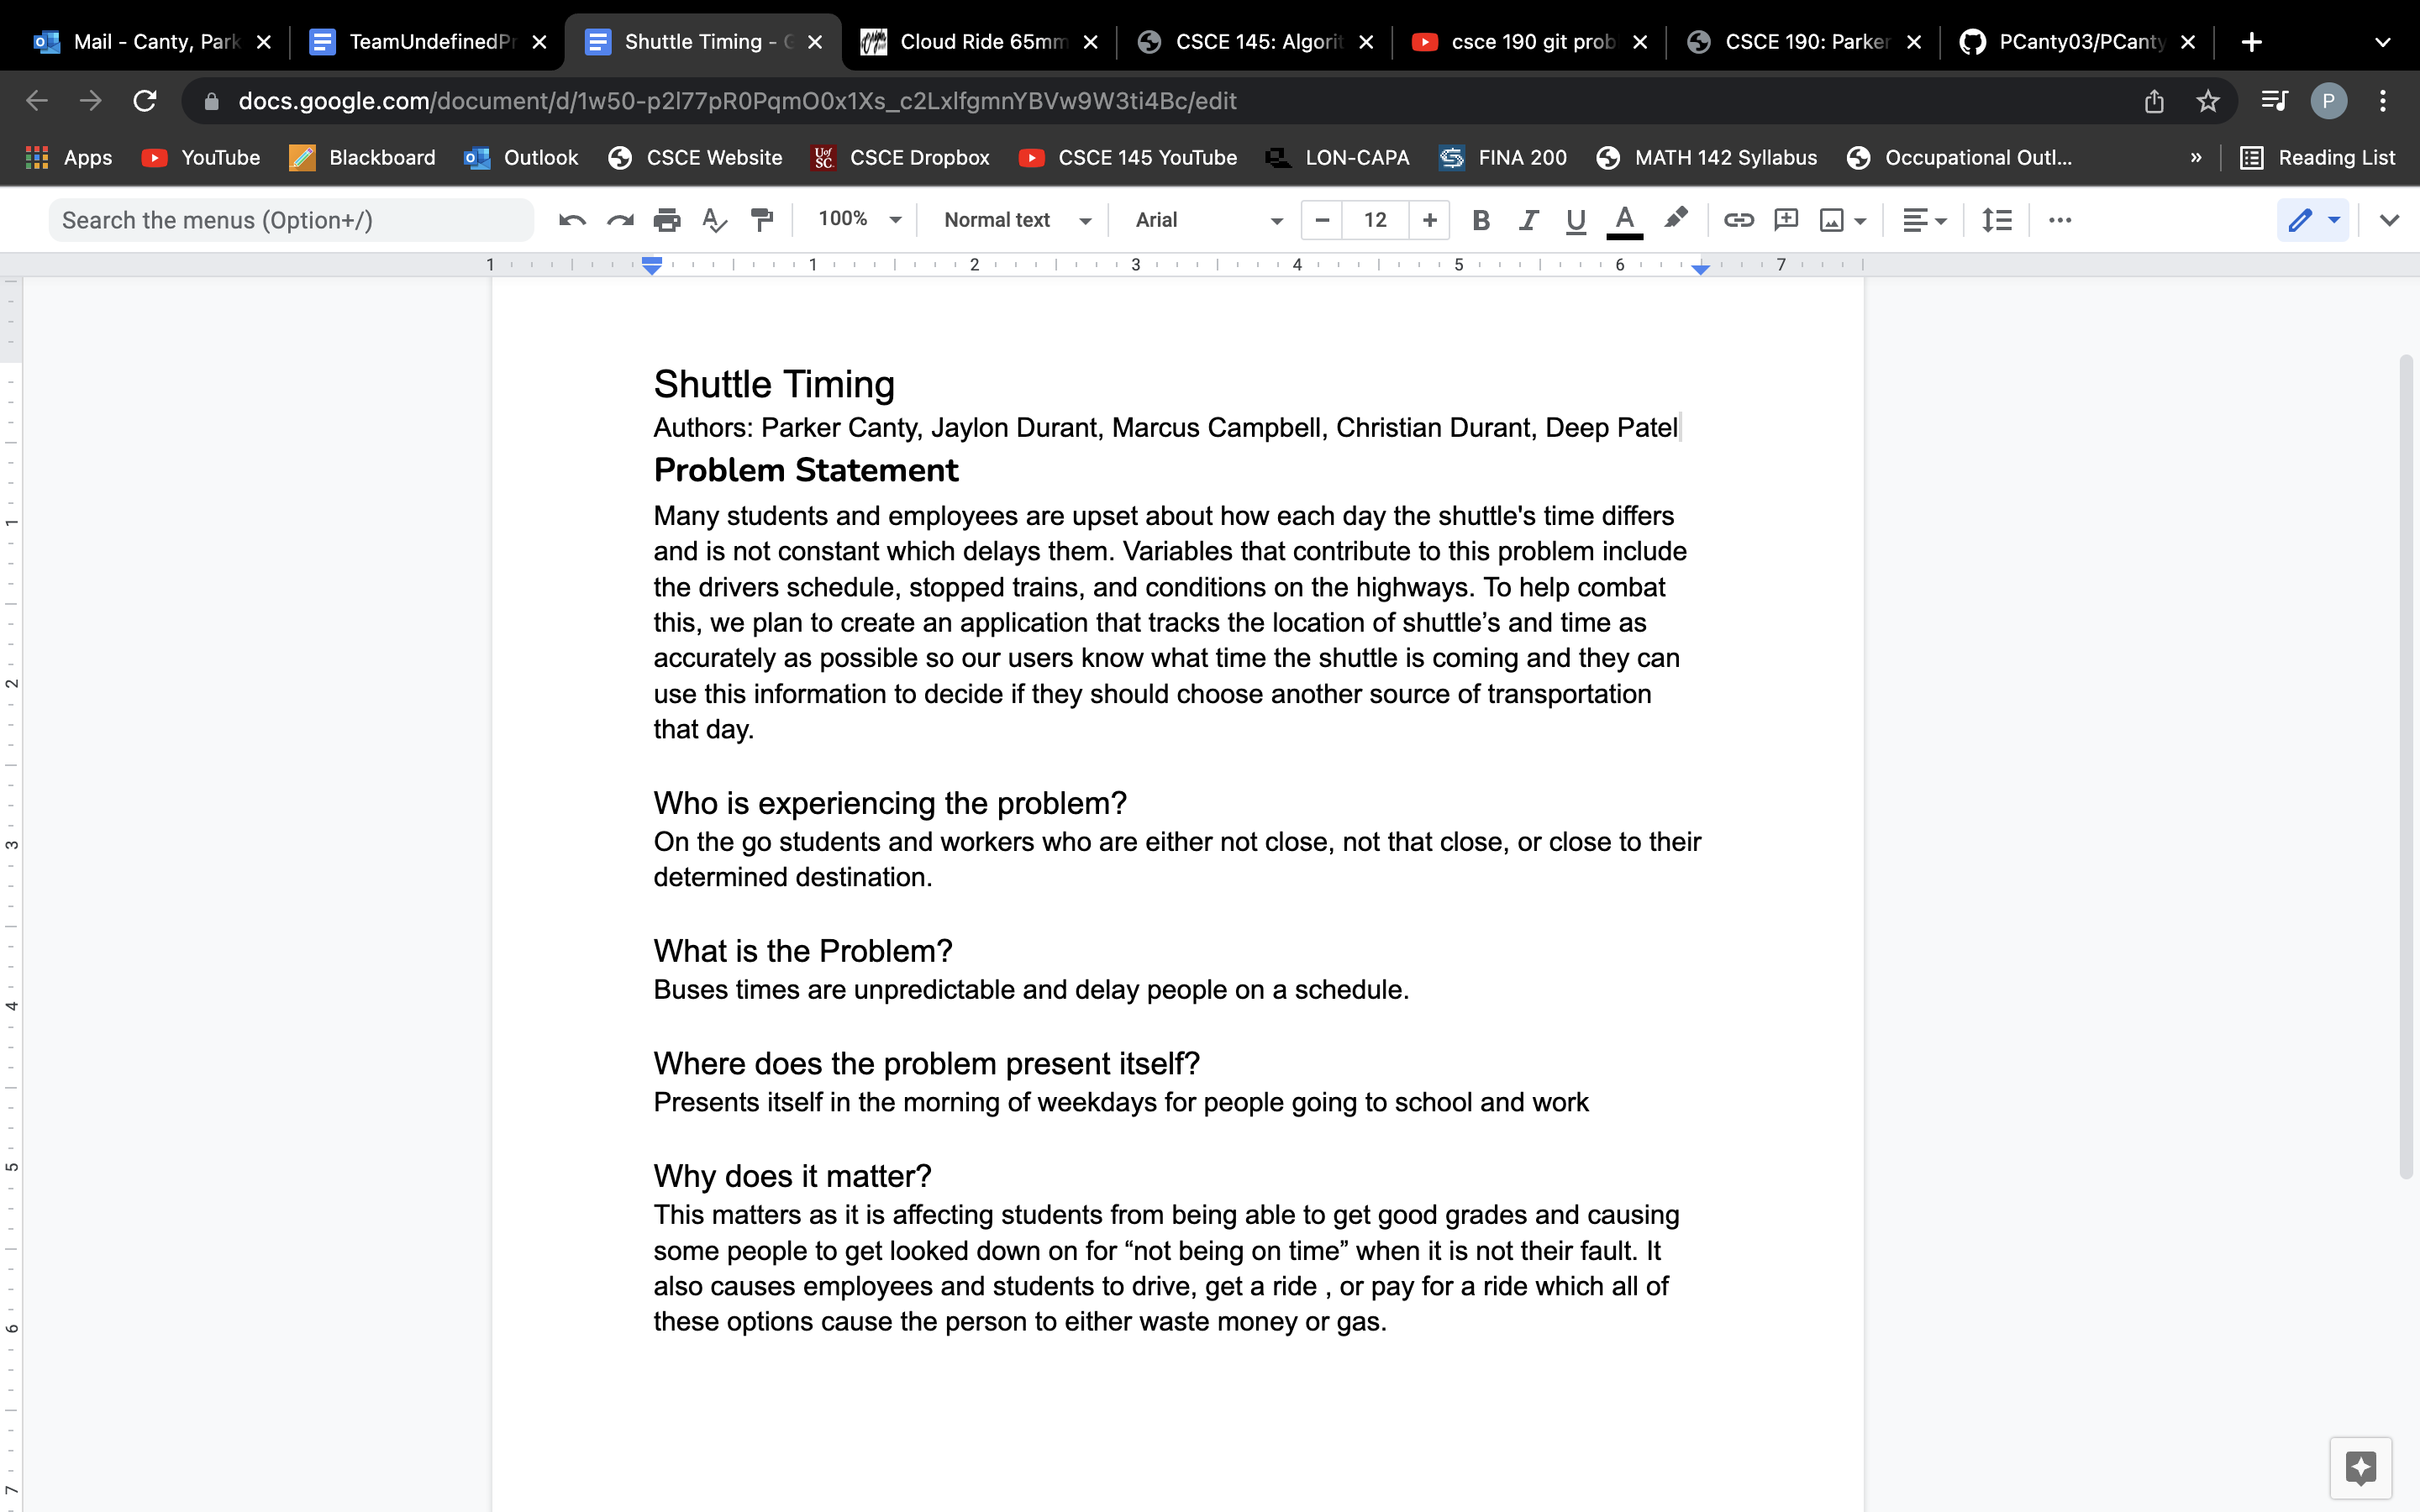 Mail - Canty, Park
TeamUndefinedPr
Shuttle Timing - G
Cloud Ride 65mm
CSCE 145: Algorit
csce 190 git prob
CSCE 190: Parker
PCanty03/PCanty
docs.google.com/document/d/1w50-p2l77pR0PqmO0x1Xs_c2LxlfgmnYBVw9W3ti4Bc/edit
P
Apps YouTube Blackboard Outlook CSCE Website CSCE Dropbox CSCE 145 YouTube LON-CAPA FINA 200 MATH 142 Syllabus Occupational Outl... » Reading List
Search the menus (Option+/) 100% Normal text Arial − 12 + B I U A
1 1 2 3 4 5 6 7
Shuttle Timing
Authors: Parker Canty, Jaylon Durant, Marcus Campbell, Christian Durant, Deep Patel
Problem Statement
Many students and employees are upset about how each day the shuttle's time differs
and is not constant which delays them. Variables that contribute to this problem include
the drivers schedule, stopped trains, and conditions on the highways. To help combat
this, we plan to create an application that tracks the location of shuttle’s and time as
accurately as possible so our users know what time the shuttle is coming and they can
use this information to decide if they should choose another source of transportation
that day.
Who is experiencing the problem?
On the go students and workers who are either not close, not that close, or close to their
determined destination.
What is the Problem?
Buses times are unpredictable and delay people on a schedule.
Where does the problem present itself?
Presents itself in the morning of weekdays for people going to school and work
Why does it matter?
This matters as it is affecting students from being able to get good grades and causing
some people to get looked down on for “not being on time” when it is not their fault. It
also causes employees and students to drive, get a ride , or pay for a ride which all of
these options cause the person to either waste money or gas.
1
2
3
4
5
6
7